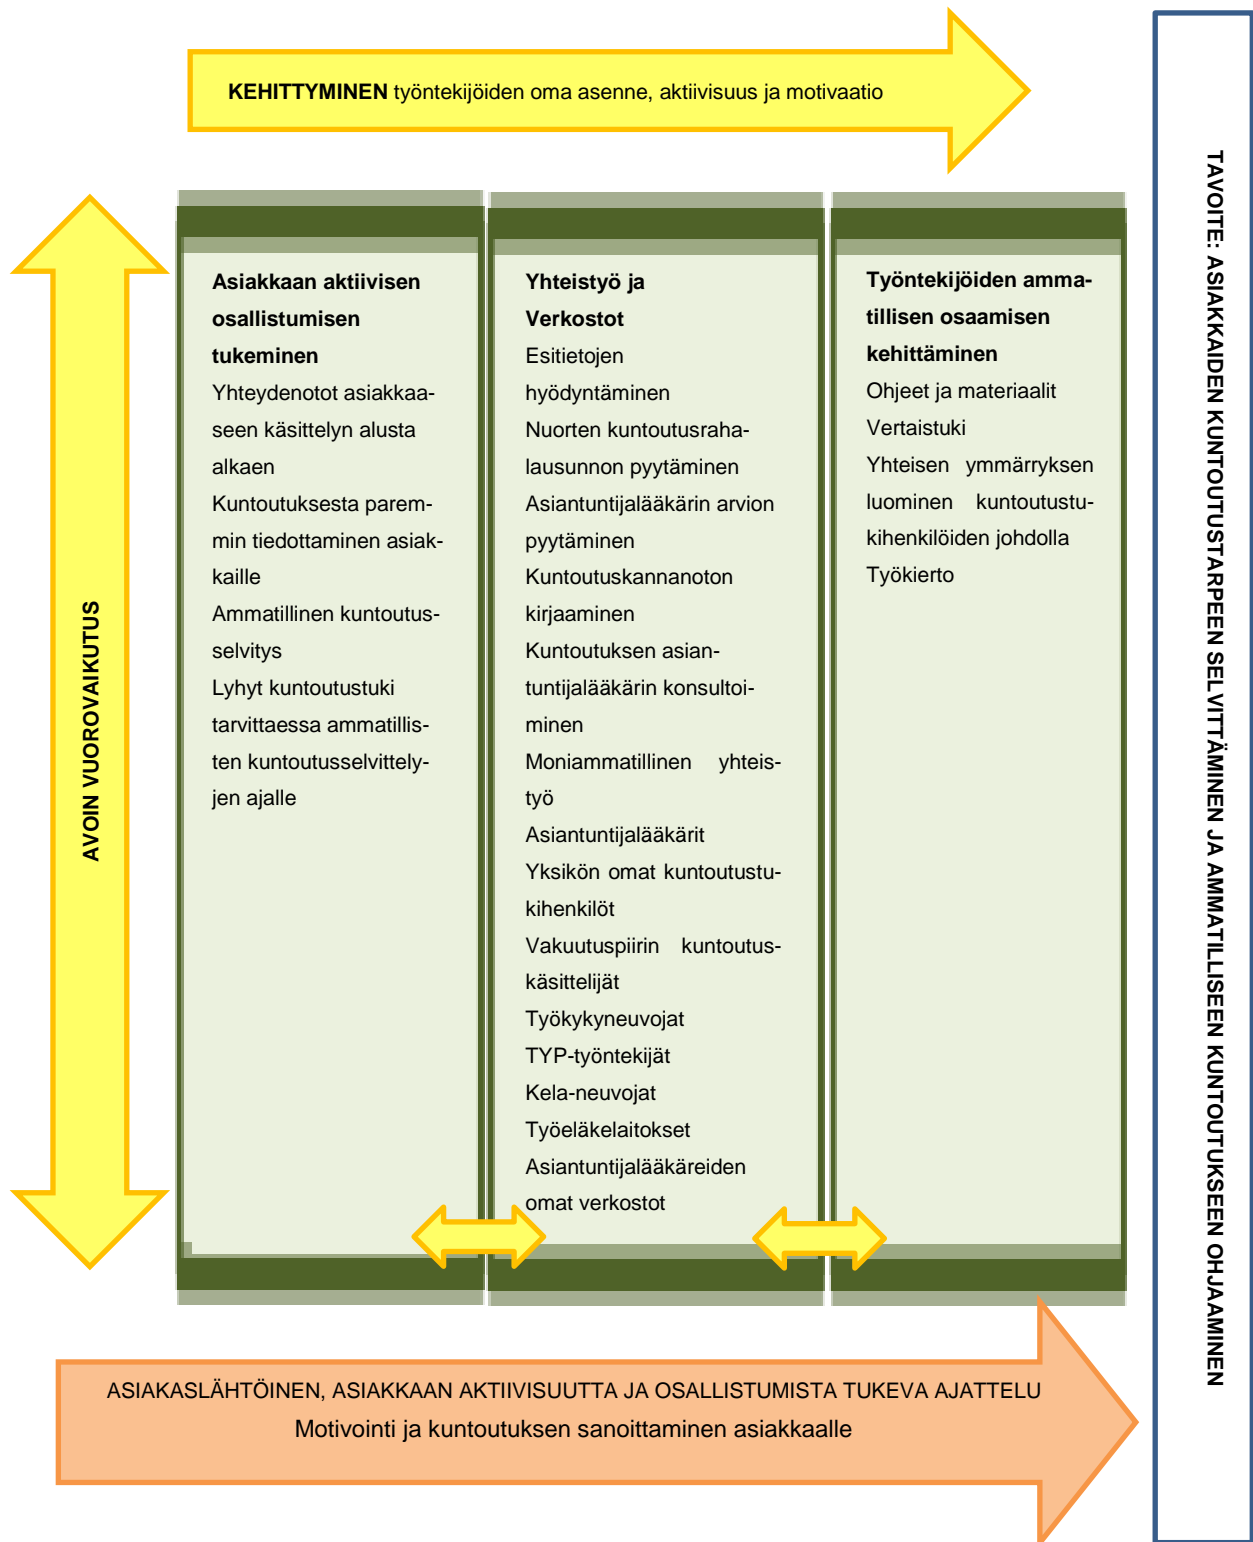 KEHITTYMINEN työntekijöiden oma asenne, aktiivisuus ja motivaatio
AVOIN VUOROVAIKUTUS
Asiakkaan aktiivisen
osallistumisen
tukeminen
Yhteydenotot asiakkaa-
seen käsittelyn alusta
alkaen
Kuntoutuksesta parem-
min tiedottaminen asiak-
kaille
Ammatillinen kuntoutus-
selvitys
Lyhyt kuntoutustuki
tarvittaessa ammatillis-
ten kuntoutusselvittely-
jen ajalle
Yhteistyö ja
Verkostot
Esitietojen
hyödyntäminen
Nuorten kuntoutusraha-
lausunnon pyytäminen
Asiantuntijalääkärin arvion
pyytäminen
Kuntoutuskannanoton
kirjaaminen
Kuntoutuksen asian-
tuntijalääkärin konsultoi-
minen
Moniammatillinen yhteis-
työ
Asiantuntijalääkärit
Yksikön omat kuntoutustu-
kihenkilöt
Vakuutuspiirin kuntoutus-
käsittelijät
Työkykyneuvojat
TYP-työntekijät
Kela-neuvojat
Työeläkelaitokset
Asiantuntijalääkäreiden
omat verkostot
Työntekijöiden amma-
tillisen osaamisen
kehittäminen
Ohjeet ja materiaalit
Vertaistuki
Yhteisen ymmärryksen
luominen kuntoutustu-
kihenkilöiden johdolla
Työkierto
TAVOITE: ASIAKKAIDEN KUNTOUTUSTARPEEN SELVITTÄMINEN JA AMMATILLISEEN KUNTOUTUKSEEN OHJAAMINEN
ASIAKASLÄHTÖINEN, ASIAKKAAN AKTIIVISUUTTA JA OSALLISTUMISTA TUKEVA AJATTELU
Motivointi ja kuntoutuksen sanoittaminen asiakkaalle